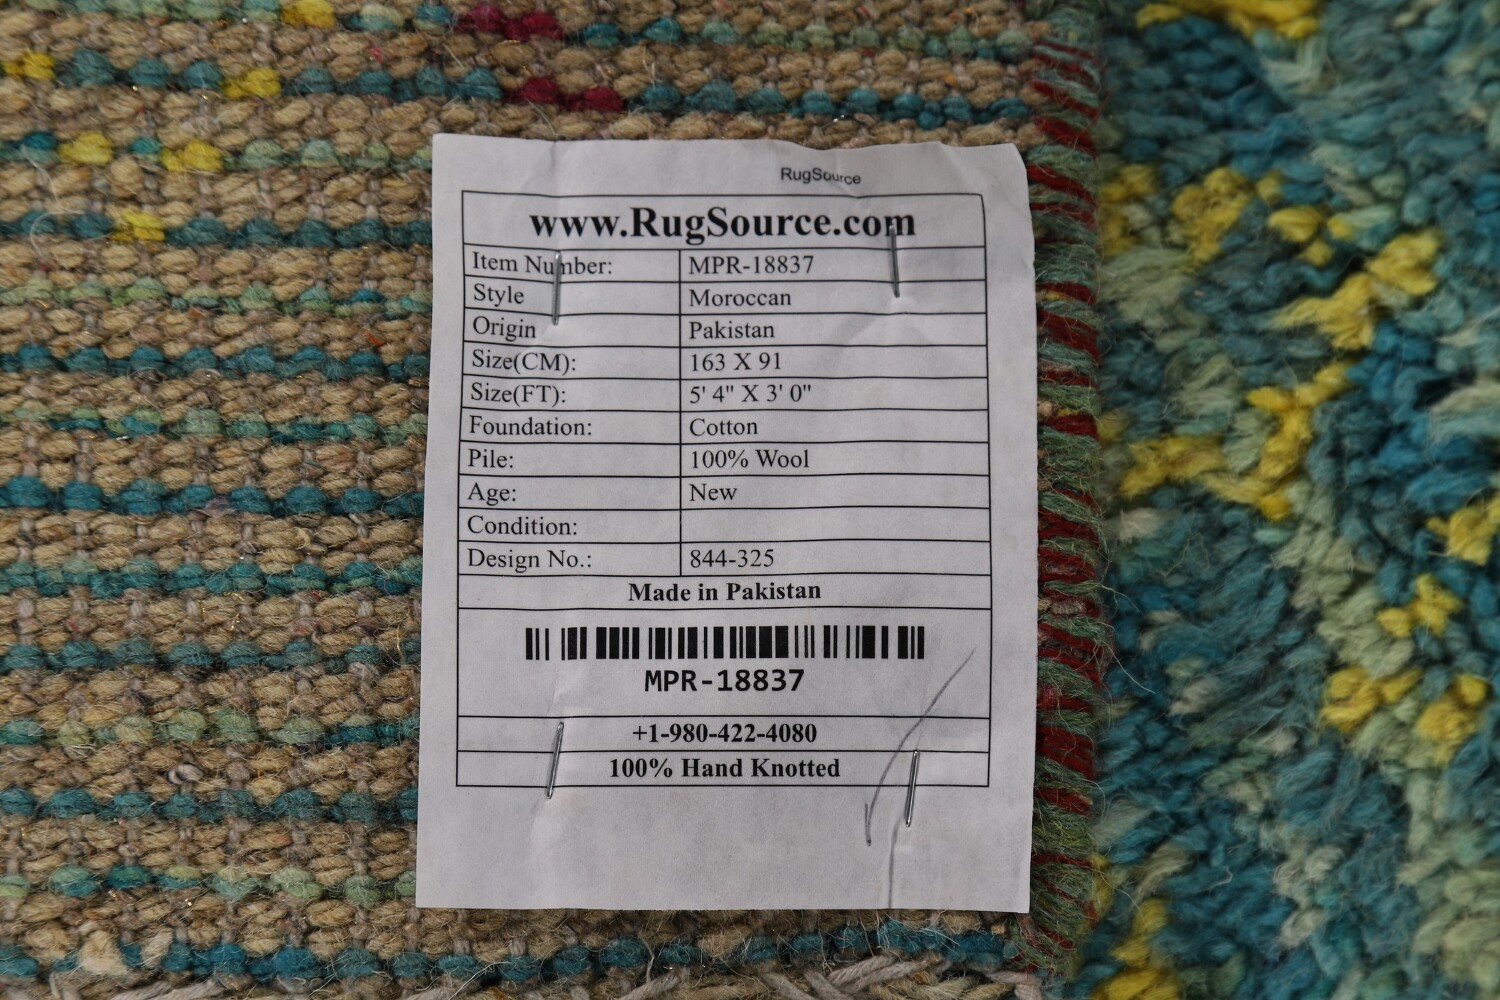 RugSource
www.RugSource.com
Item Number: MPR-18837
Style Moroccan
Origin Pakistan
Size(CM): 163 X 91
Size(FT): 5' 4" X 3' 0"
Foundation: Cotton
Pile: 100% Wool
Age: New
Condition:
Design No.: 844-325
Made in Pakistan
MPR-18837
+1-980-422-4080
100% Hand Knotted